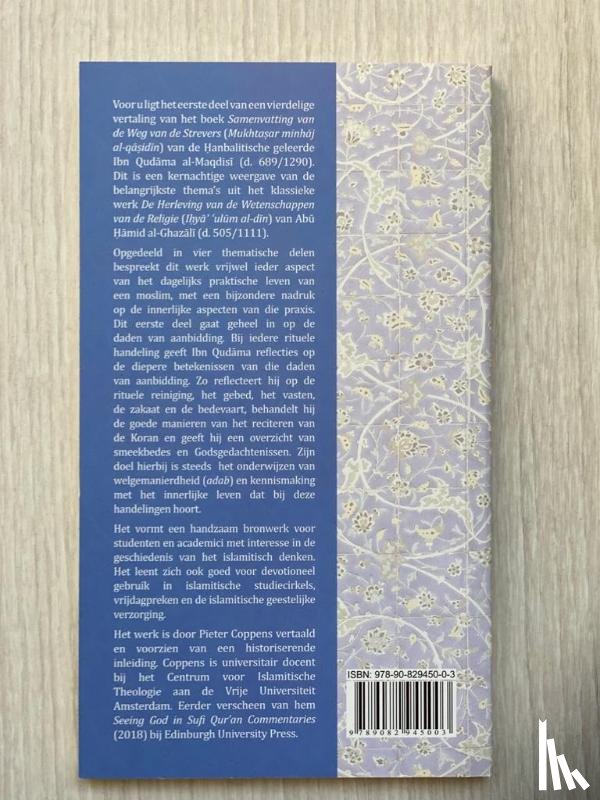 Voor u ligt het eerste deel van een vierdelige
vertaling van het boek Samenvatting van
de Weg van de Strevers (Mukhtaṣar minhāj
al-qāṣidīn) van de Ḥanbalitische geleerde
Ibn Qudāma al-Maqdisī (d. 689/1290).
Dit is een kernachtige weergave van de
belangrijkste thema's uit het klassieke
werk De Herleving van de Wetenschappen
van de Religie (Iḥyā' 'ulūm al-dīn) van Abū
Ḥāmid al-Ghazālī (d. 505/1111).
Opgedeeld in vier thematische delen
bespreekt dit werk vrijwel ieder aspect
van het dagelijks praktische leven van
een moslim, met een bijzondere nadruk
op de innerlijke aspecten van die praxis.
Dit eerste deel gaat geheel in op de
daden van aanbidding. Bij iedere rituele
handeling geeft Ibn Qudāma reflecties op
de diepere betekenissen van die daden
van aanbidding. Zo reflecteert hij op de
rituele reiniging, het gebed, het vasten,
de zakaat en de bedevaart, behandelt hij
de goede manieren van het reciteren van
de Koran en geeft hij een overzicht van
smeekbedes en Godsgedachtenissen. Zijn
doel hierbij is steeds het onderwijzen van
welgemanierdheid (adab) en kennismaking
met het innerlijke leven dat bij deze
handelingen hoort.
Het vormt een handzaam bronwerk voor
studenten en academici met interesse in de
geschiedenis van het islamitisch denken.
Het leent zich ook goed voor devotioneel
gebruik in islamitische studiecirkels,
vrijdagpreken en de islamitische geestelijke
verzorging.
Het werk is door Pieter Coppens vertaald
en voorzien van een historiserende
inleiding. Coppens is universitair docent
bij het Centrum voor Islamitische
Theologie aan de Vrije Universiteit
Amsterdam. Eerder verscheen van hem
Seeing God in Sufi Qur'an Commentaries
(2018) bij Edinburgh University Press.
ISBN: 978-90-829450-0-3
9 789082 945003